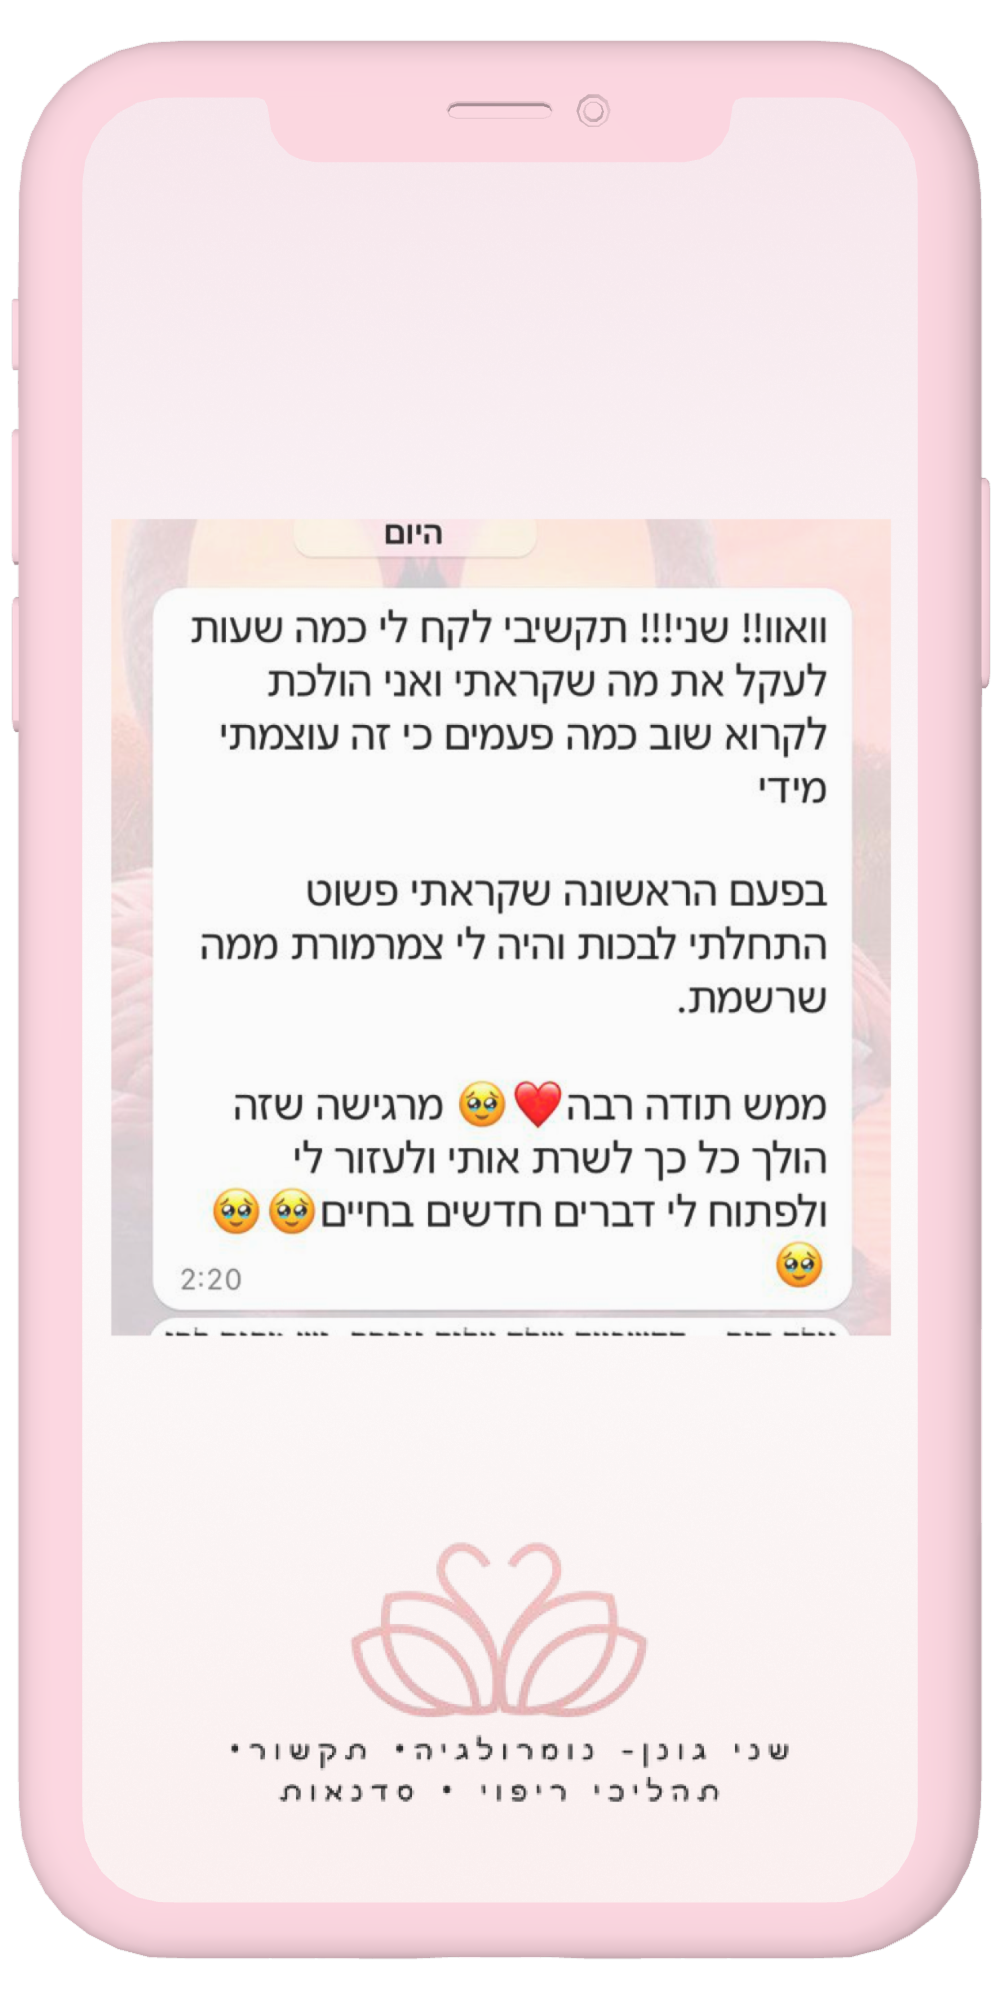 היום
וואוו!! שני!!! תקשיבי לקח לי כמה שעות
לעקל את מה שקראתי ואני הולכת
לקרוא שוב כמה פעמים כי זה עוצמתי
מידי
בפעם הראשונה שקראתי פשוט
התחלתי לבכות והיה לי צמרמורת ממה
שרשמת.
ממש תודה רבה❤️🥹 מרגישה שזה
הולך כל כך לשרת אותי ולעזור לי
ולפתוח לי דברים חדשים בחיים🥹🥹
🥹
2:20
שני גונן- נומרולגיה• תקשור•
תהליכי ריפוי • סדנאות